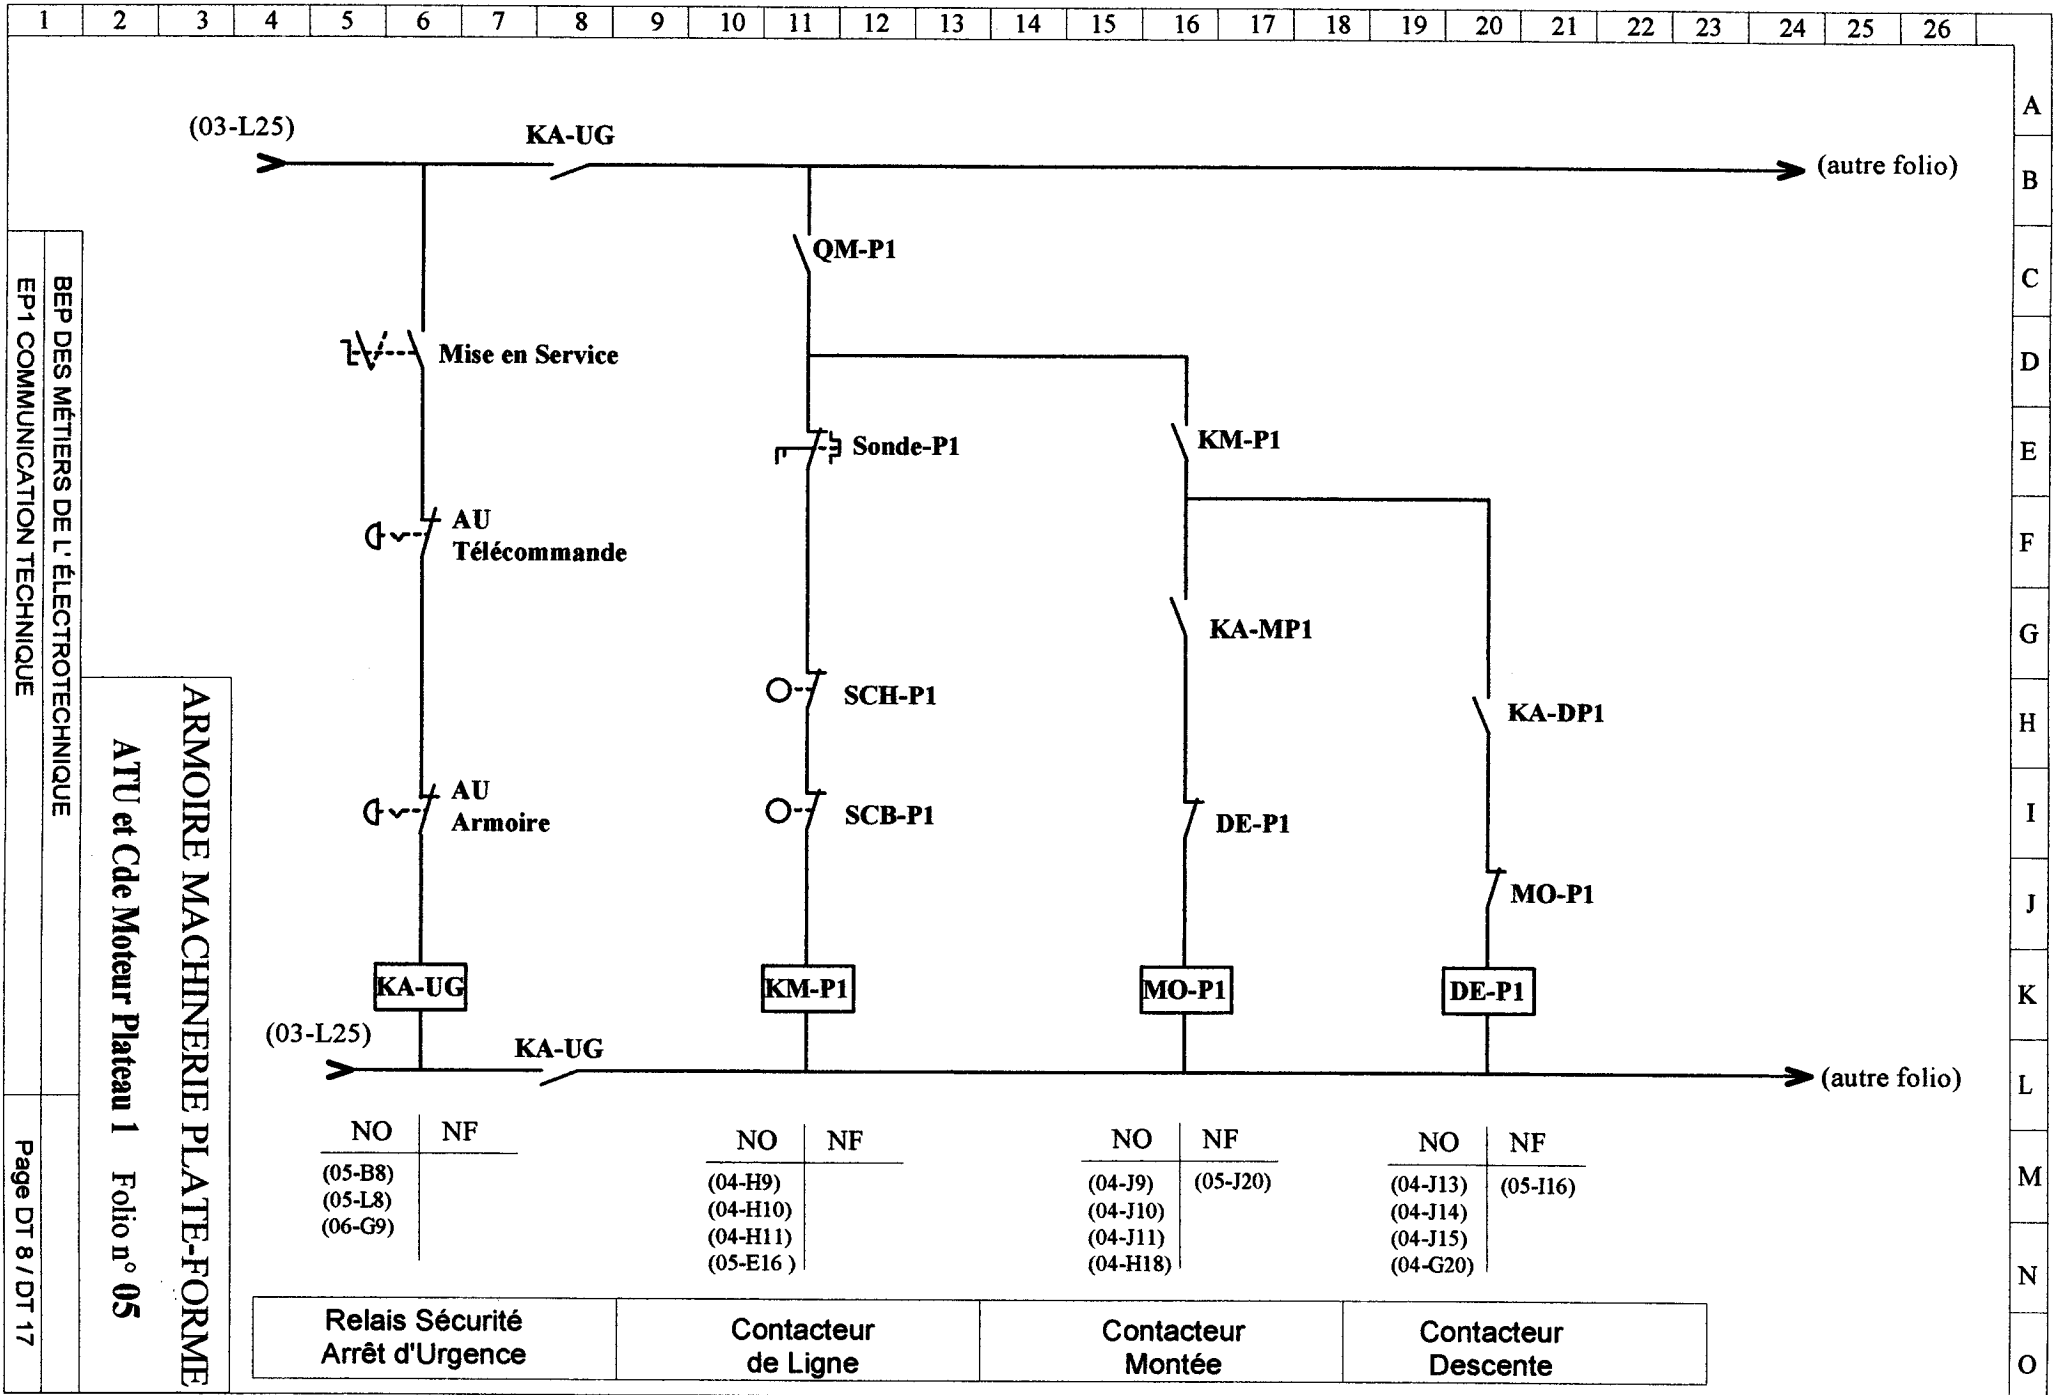 1 2 3 4 5 6 7 8 9 10 11 12 13 14 15 16 17 18 19 20 21 22 23 24 25 26
A
B
C
D
E
F
G
H
I
J
K
L
M
N
O
(03-L25)
KA-UG
(autre folio)
QM-P1
Mise en Service
Sonde-P1
KM-P1
AU
Télécommande
KA-MP1
SCH-P1
KA-DP1
AU
Armoire
SCB-P1
DE-P1
MO-P1
KA-UG
KM-P1
MO-P1
DE-P1
(03-L25)
KA-UG
(autre folio)
NO NF
(05-B8)
(05-L8)
(06-G9)
NO NF
(04-H9)
(04-H10)
(04-H11)
(05-E16 )
NO NF
(04-J9) (05-J20)
(04-J10)
(04-J11)
(04-H18)
NO NF
(04-J13) (05-I16)
(04-J14)
(04-J15)
(04-G20)
Relais Sécurité
Arrêt d'Urgence
Contacteur
de Ligne
Contacteur
Montée
Contacteur
Descente
ARMOIRE MACHINERIE PLATE-FORME
ATU et Cde Moteur Plateau 1 Folio n° 05
BEP DES MÉTIERS DE L' ÉLECTROTECHNIQUE
EP1 COMMUNICATION TECHNIQUE
Page DT 8 / DT 17